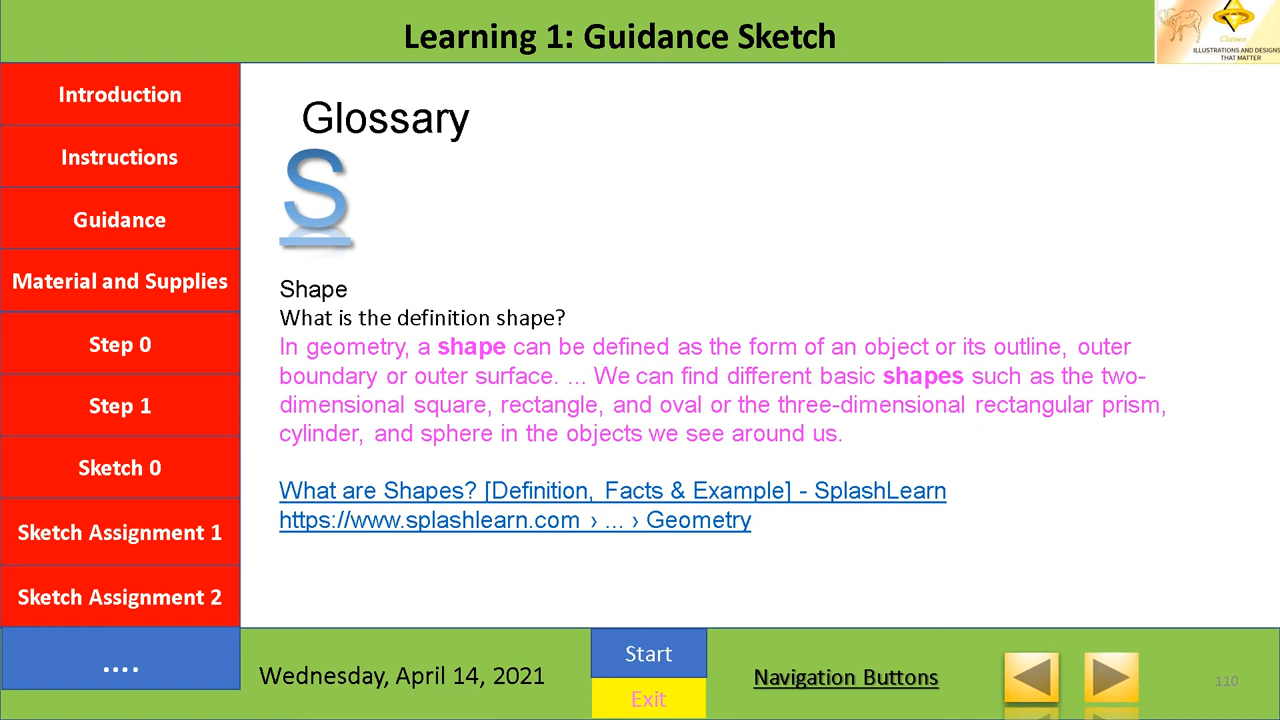 Learning 1: Guidance Sketch
Chrisco
ILLUSTRATIONS AND DESIGNS
THAT MATTER
Introduction
Instructions
Guidance
Material and Supplies
Step 0
Step 1
Sketch 0
Sketch Assignment 1
Sketch Assignment 2
....
Glossary
S
Shape
What is the definition shape?
In geometry, a shape can be defined as the form of an object or its outline, outer
boundary or outer surface. ... We can find different basic shapes such as the two-
dimensional square, rectangle, and oval or the three-dimensional rectangular prism,
cylinder, and sphere in the objects we see around us.
What are Shapes? [Definition, Facts & Example] - SplashLearn
https://www.splashlearn.com › ... › Geometry
Wednesday, April 14, 2021
Start
Exit
Navigation Buttons
110